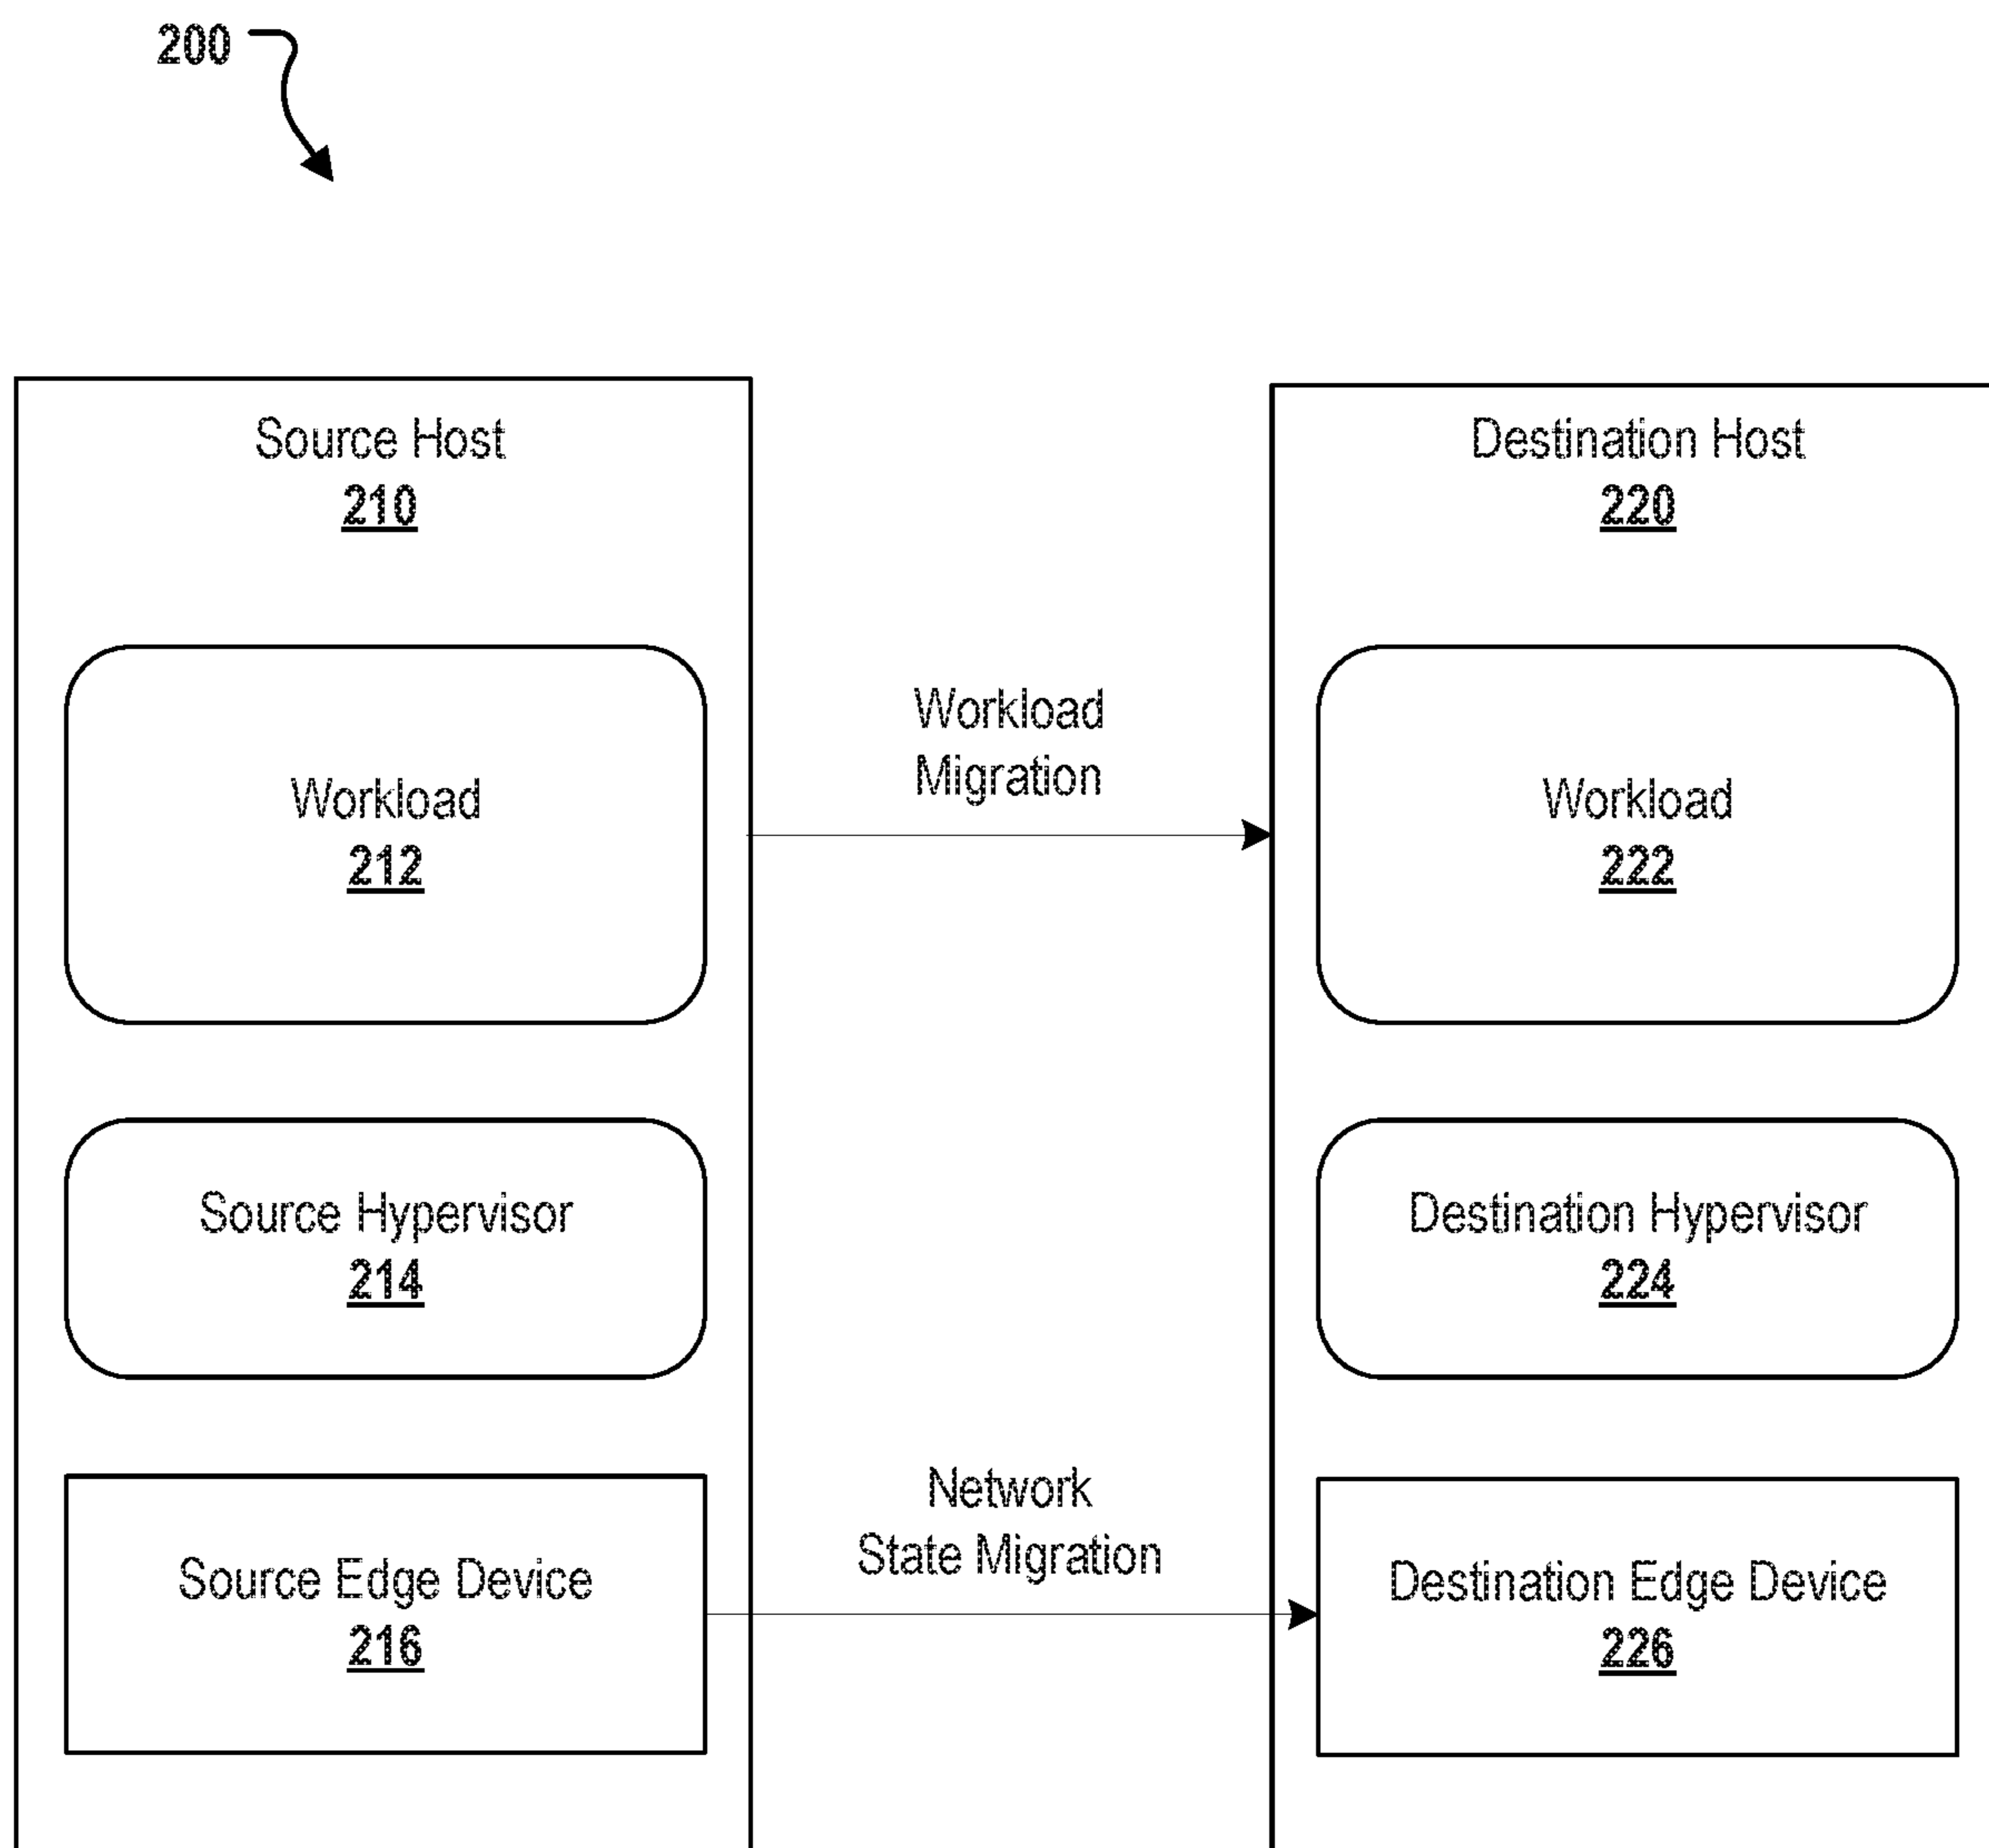 200
Source Host
210
Destination Host
220
Workload
Migration
Workload
212
Workload
222
Source Hypervisor
214
Destination Hypervisor
224
Network
State Migration
Source Edge Device
216
Destination Edge Device
226